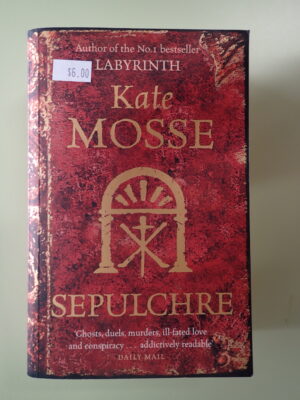 Author of the No.1 bestseller
LABYRINTH
$6.00
Kate
MOSSE
SEPULCHRE
'Ghosts, duels, murders, ill-fated love
and conspiracy . . . addictively readable'
DAILY MAIL